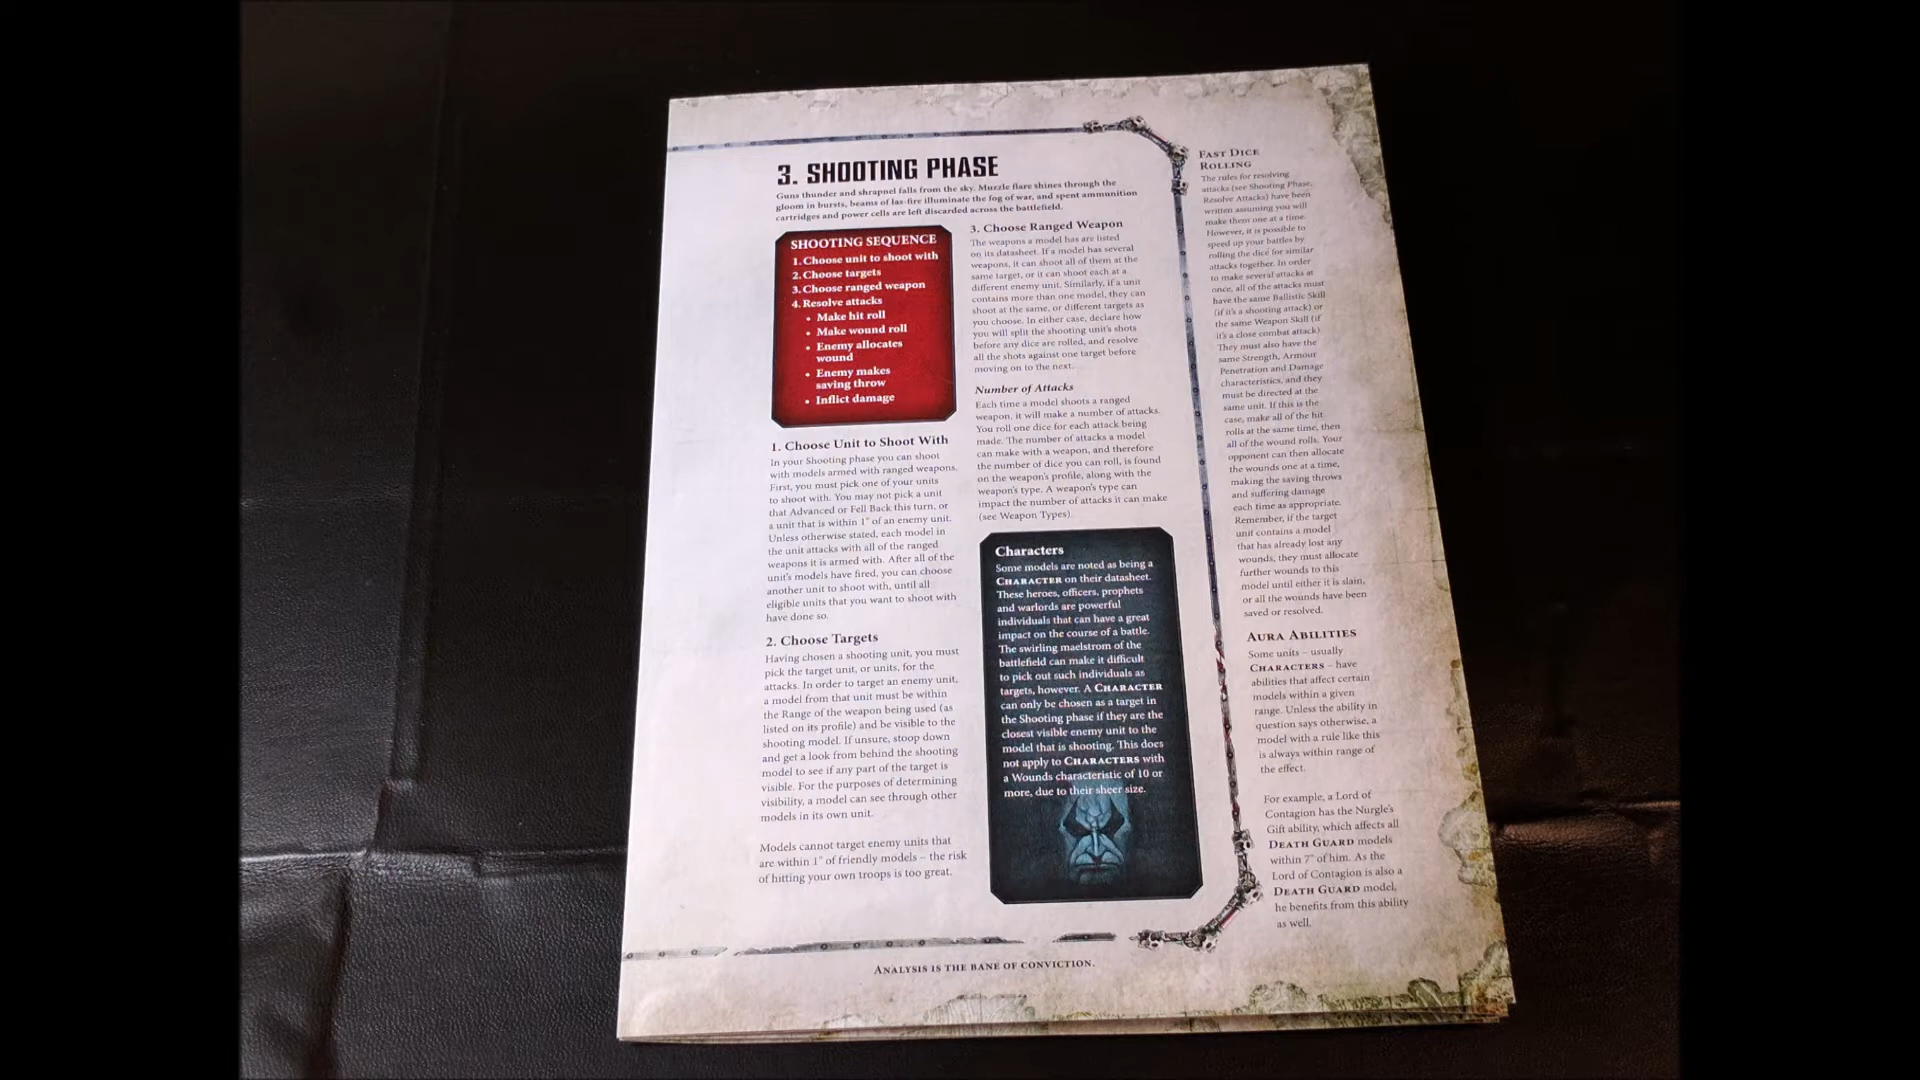 3. SHOOTING PHASE
Guns thunder and shrapnel falls from the sky. Muzzle flare shines through the
gloom in bursts, beams of las-fire illuminate the fog of war, and spent ammunition
cartridges and power cells are left discarded across the battlefield.
SHOOTING SEQUENCE
1. Choose unit to shoot with
2. Choose targets
3. Choose ranged weapon
4. Resolve attacks
• Make hit roll
• Make wound roll
• Enemy allocates
wound
• Enemy makes
saving throw
• Inflict damage
1. Choose Unit to Shoot With
In your Shooting phase you can shoot
with models armed with ranged weapons.
First, you must pick one of your units
to shoot with. You may not pick a unit
that Advanced or Fell Back this turn, or
a unit that is within 1" of an enemy unit.
Unless otherwise stated, each model in
the unit attacks with all of the ranged
weapons it is armed with. After all of the
unit's models have fired, you can choose
another unit to shoot with, until all
eligible units that you want to shoot with
have done so.
2. Choose Targets
Having chosen a shooting unit, you must
pick the target unit, or units, for the
attacks. In order to target an enemy unit,
a model from that unit must be within
the Range of the weapon being used (as
listed on its profile) and be visible to the
shooting model. If unsure, stoop down
and get a look from behind the shooting
model to see if any part of the target is
visible. For the purposes of determining
visibility, a model can see through other
models in its own unit.
Models cannot target enemy units that
are within 1" of friendly models – the risk
of hitting your own troops is too great.
3. Choose Ranged Weapon
The weapons a model has are listed
on its datasheet. If a model has several
weapons, it can shoot all of them at the
same target, or it can shoot each at a
different enemy unit. Similarly, if a unit
contains more than one model, they can
shoot at the same, or different targets as
you choose. In either case, declare how
you will split the shooting unit's shots
before any dice are rolled, and resolve
all the shots against one target before
moving on to the next.
Number of Attacks
Each time a model shoots a ranged
weapon, it will make a number of attacks.
You roll one dice for each attack being
made. The number of attacks a model
can make with a weapon, and therefore
the number of dice you can roll, is found
on the weapon's profile, along with the
weapon's type. A weapon's type can
impact the number of attacks it can make
(see Weapon Types).
Characters
Some models are noted as being a
CHARACTER on their datasheet.
These heroes, officers, prophets
and warlords are powerful
individuals that can have a great
impact on the course of a battle.
The swirling maelstrom of the
battlefield can make it difficult
to pick out such individuals as
targets, however. A CHARACTER
can only be chosen as a target in
the Shooting phase if they are the
closest visible enemy unit to the
model that is shooting. This does
not apply to CHARACTERS with
a Wounds characteristic of 10 or
more, due to their sheer size.
FAST DICE
ROLLING
The rules for resolving
attacks (see Shooting Phase,
Resolve Attacks) have been
written assuming you will
make them one at a time.
However, it is possible to
speed up your battles by
rolling the dice for similar
attacks together. In order
to make several attacks at
once, all of the attacks must
have the same Ballistic Skill
(if it's a shooting attack) or
the same Weapon Skill (if
it's a close combat attack).
They must also have the
same Strength, Armour
Penetration and Damage
characteristics, and they
must be directed at the
same unit. If this is the
case, make all of the hit
rolls at the same time, then
all of the wound rolls. Your
opponent can then allocate
the wounds one at a time,
making the saving throws
and suffering damage
each time as appropriate.
Remember, if the target
unit contains a model
that has already lost any
wounds, they must allocate
further wounds to this
model until either it is slain,
or all the wounds have been
saved or resolved.
AURA ABILITIES
Some units – usually
CHARACTERS – have
abilities that affect certain
models within a given
range. Unless the ability in
question says otherwise, a
model with a rule like this
is always within range of
the effect.
For example, a Lord of
Contagion has the Nurgle's
Gift ability, which affects all
DEATH GUARD models
within 7" of him. As the
Lord of Contagion is also a
DEATH GUARD model,
he benefits from this ability
as well.
ANALYSIS IS THE BANE OF CONVICTION.